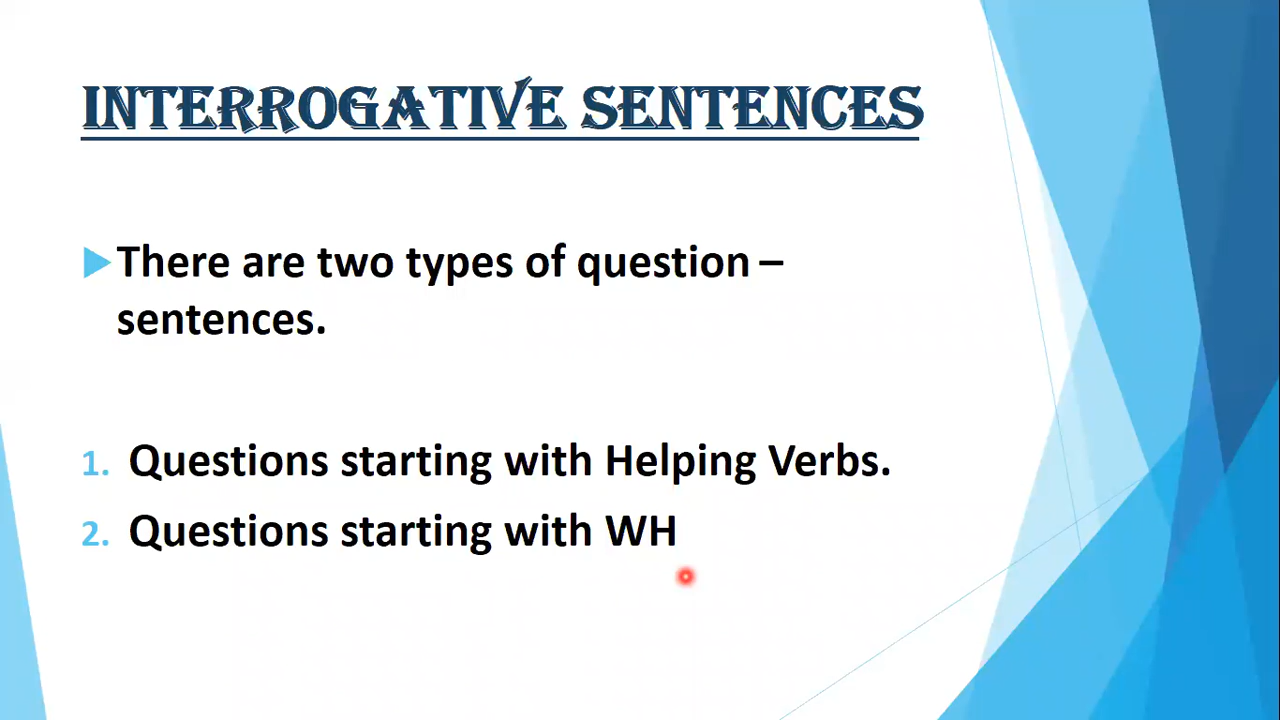 INTERROGATIVE SENTENCES
There are two types of question –
sentences.
1. Questions starting with Helping Verbs.
2. Questions starting with WH